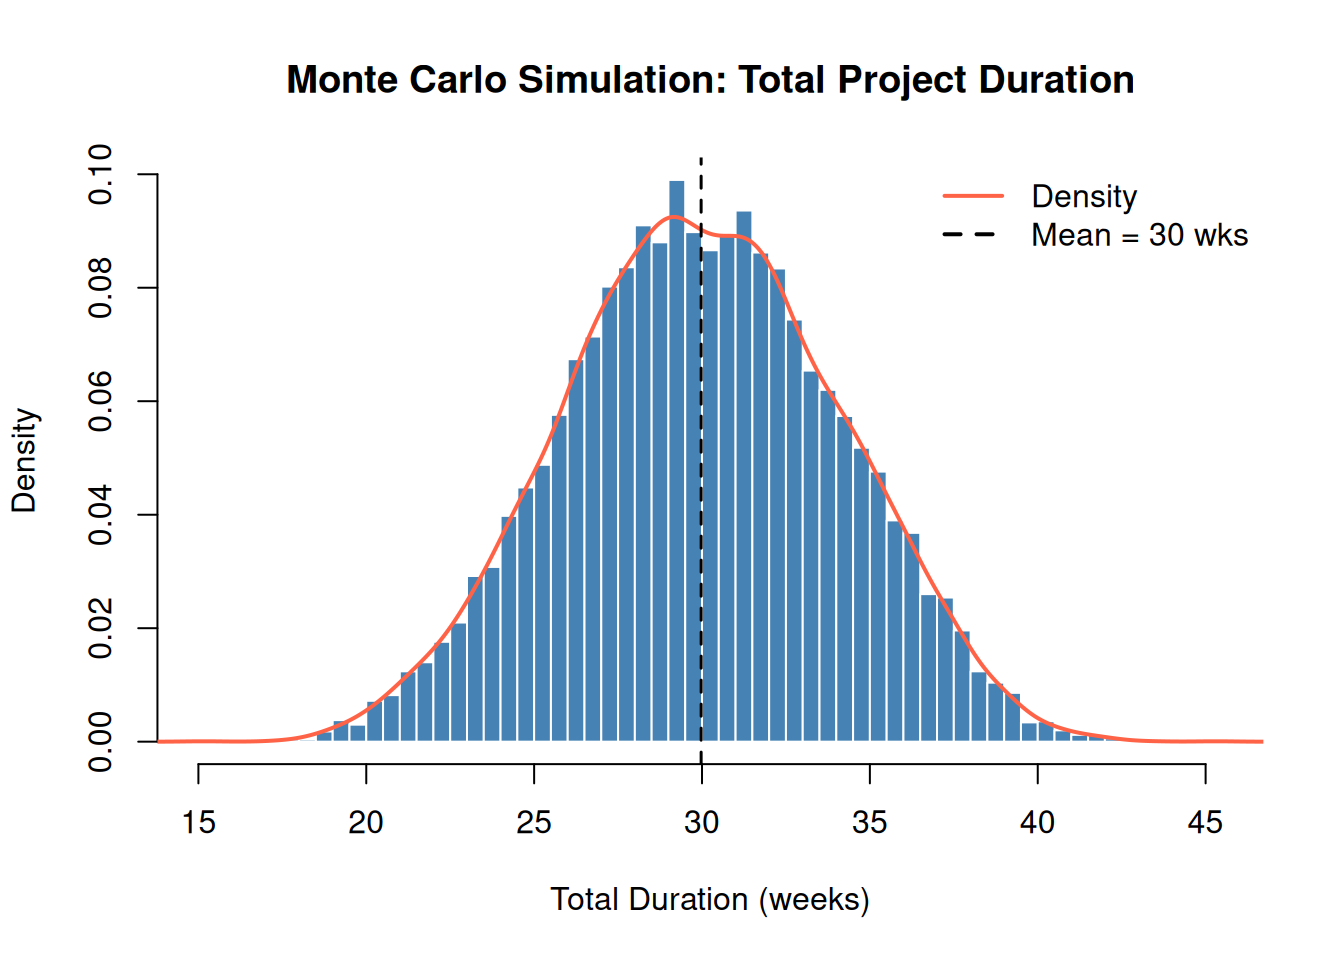 Monte Carlo Simulation: Total Project Duration
Density
Mean = 30 wks
Density
0.10
0.08
0.06
0.04
0.02
0.00
15 20 25 30 35 40 45
Total Duration (weeks)